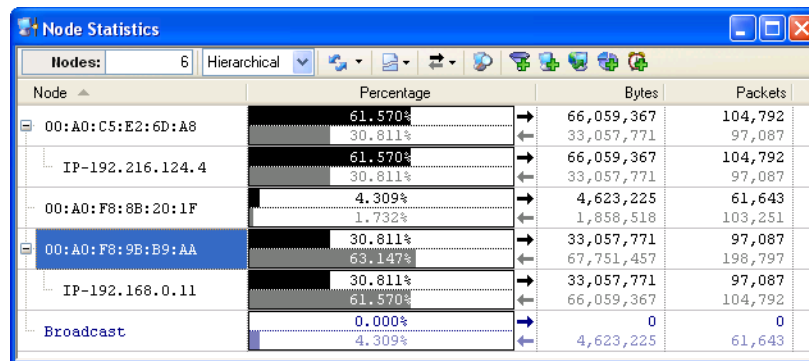 Node Statistics
Nodes: 6 Hierarchical
Node Percentage Bytes Packets
00:A0:C5:E2:6D:A8 61.570% 66,059,367 104,792
30.811% 33,057,771 97,087
IP-192.216.124.4 61.570% 66,059,367 104,792
30.811% 33,057,771 97,087
00:A0:F8:8B:20:1F 4.309% 4,623,225 61,643
1.732% 1,858,518 103,251
00:A0:F8:9B:B9:AA 30.811% 33,057,771 97,087
63.147% 67,751,457 198,797
IP-192.168.0.11 30.811% 33,057,771 97,087
61.570% 66,059,367 104,792
Broadcast 0.000% 0 0
4.309% 4,623,225 61,643